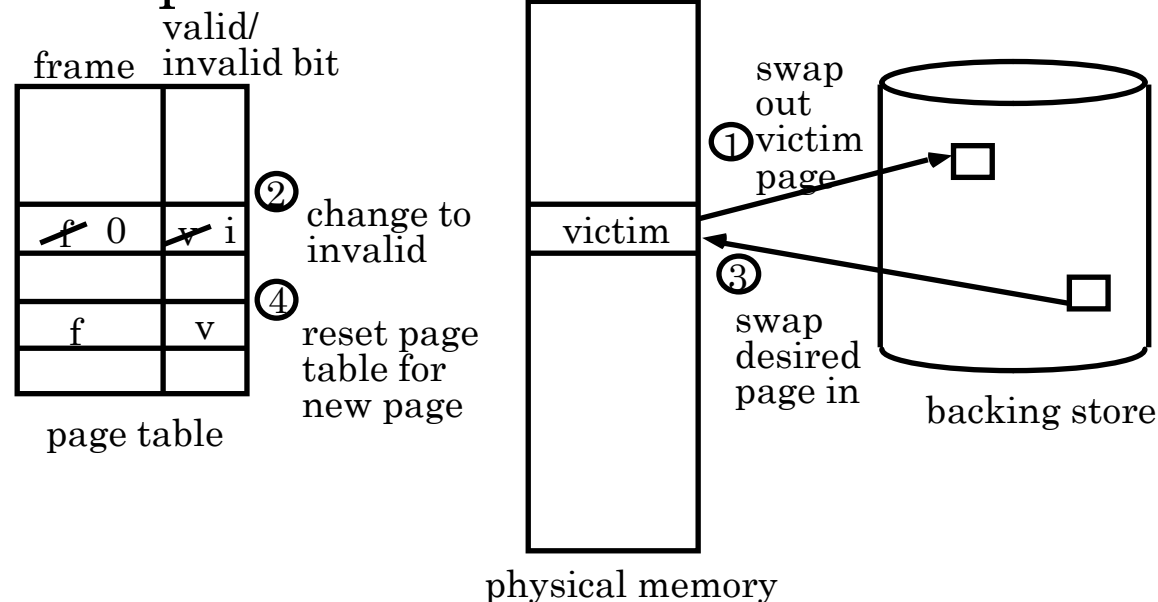 valid/
frame invalid bit
f 0 v i
f v
page table
2
change to
invalid
4
reset page
table for
new page
victim
physical memory
1
swap
out
victim
page
3
swap
desired
page in
backing store